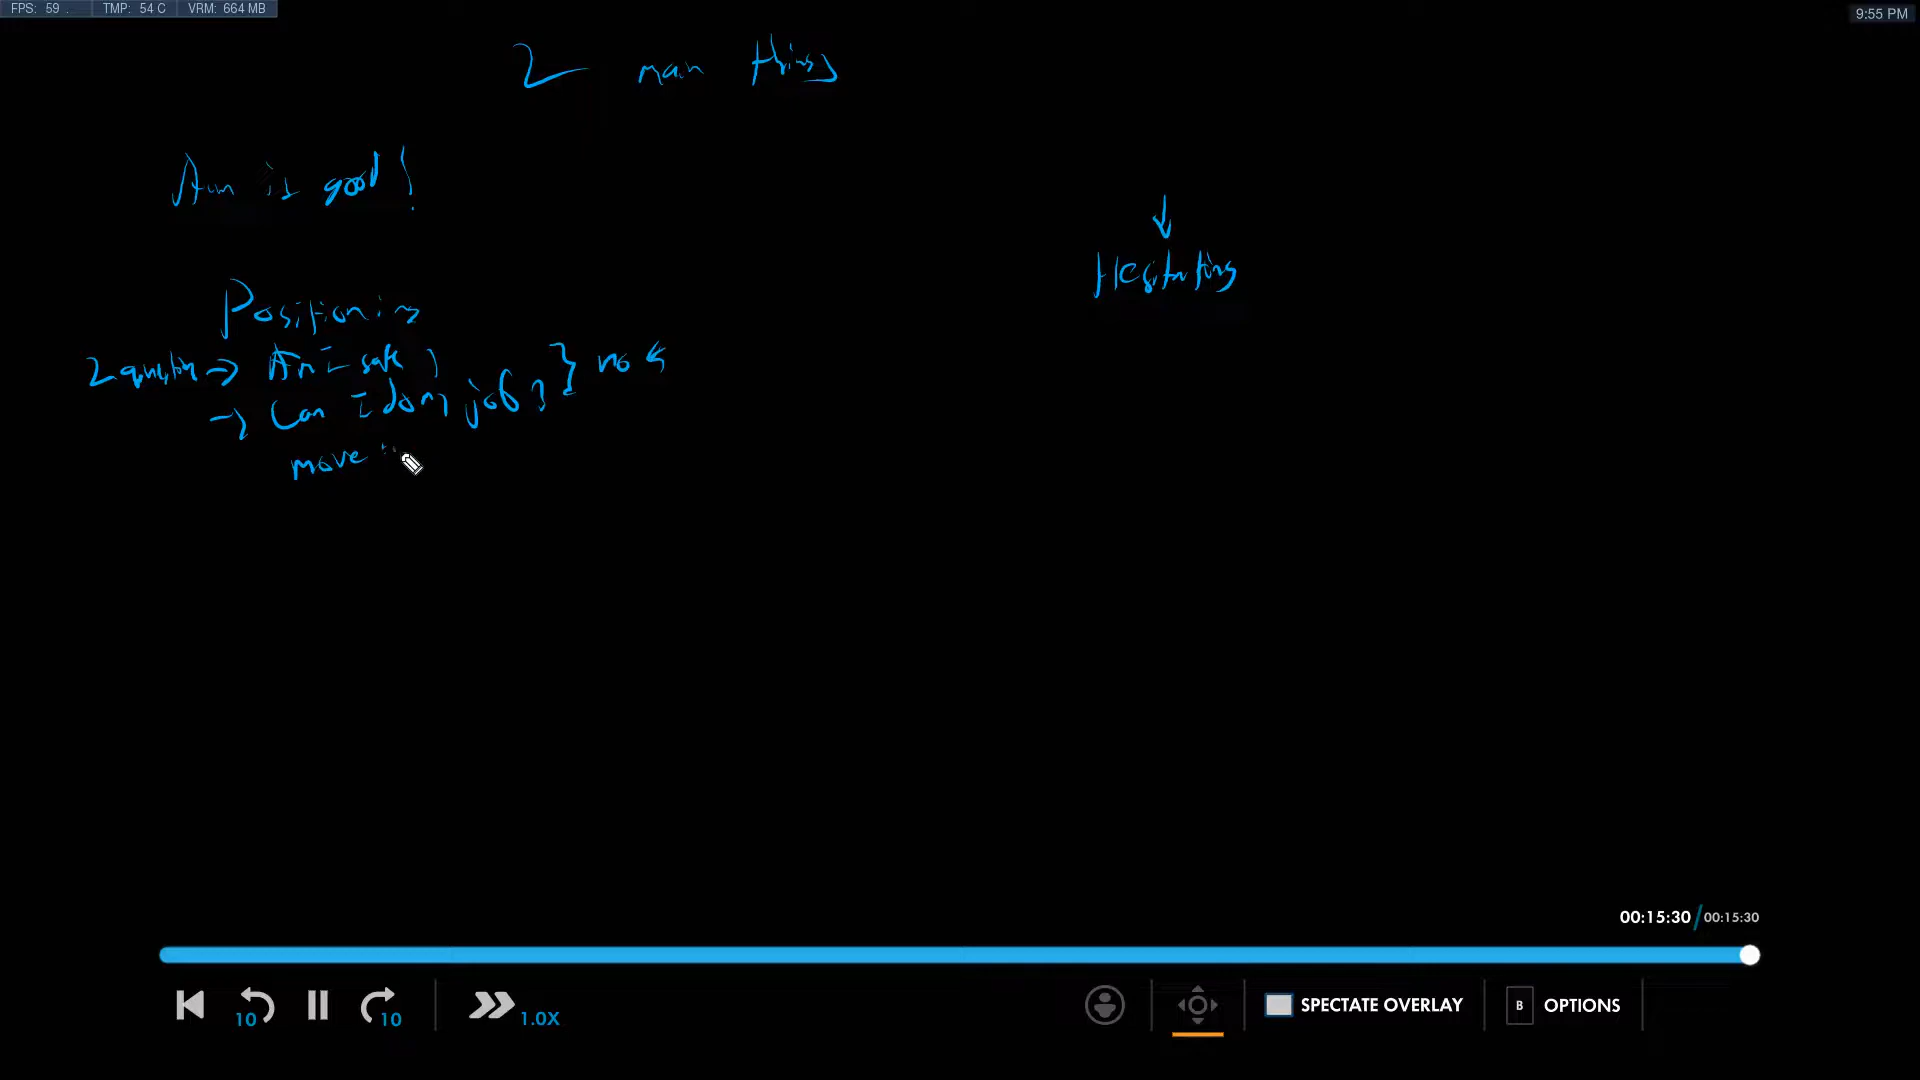 FPS: 59 TMP: 54 C VRM: 664 MB
9:55 PM
2 main things
Aim is good!
Hesitating
Positioning
2 question → Am I safe ?
→ Can I do my job?
} no
move
00:15:30 / 00:15:30
10
10
1.0X
SPECTATE OVERLAY
B OPTIONS